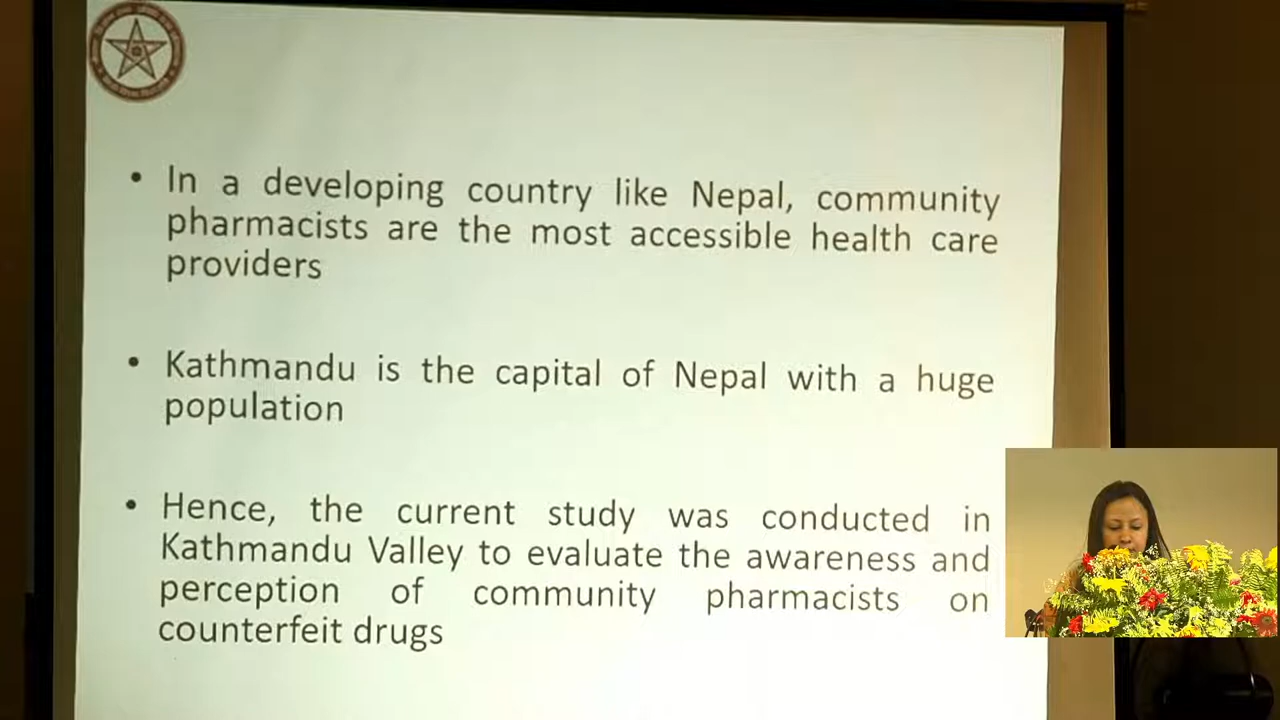 • In a developing country like Nepal, community
pharmacists are the most accessible health care
providers
• Kathmandu is the capital of Nepal with a huge
population
• Hence, the current study was conducted in
Kathmandu Valley to evaluate the awareness and
perception of community pharmacists on
counterfeit drugs